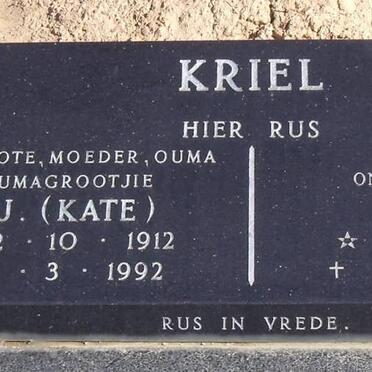 KRIEL
HIER RUS
OTE, MOEDER, OUMA
UMAGROOTJIE
J. (KATE)
2 · 10 · 1912
· 3 · 1992
ON
RUS IN VREDE.